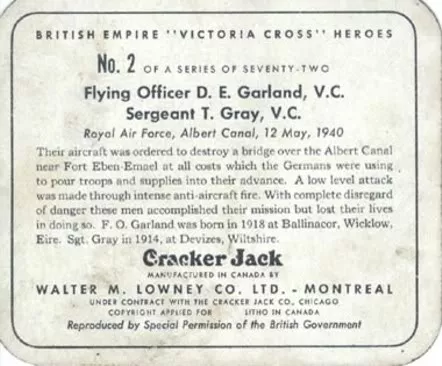 BRITISH EMPIRE "VICTORIA CROSS" HEROES
No. 2 OF A SERIES OF SEVENTY-TWO
Flying Officer D. E. Garland, V.C.
Sergeant T. Gray, V.C.
Royal Air Force, Albert Canal, 12 May, 1940
Their aircraft was ordered to destroy a bridge over the Albert Canal
near Fort Eben-Emael at all costs which the Germans were using
to pour troops and supplies into their advance. A low level attack
was made through intense anti-aircraft fire. With complete disregard
of danger these men accomplished their mission but lost their lives
in doing so. F. O. Garland was born in 1918 at Ballinacor, Wicklow,
Eire. Sgt. Gray in 1914, at Devizes, Wiltshire.
Cracker Jack
MANUFACTURED IN CANADA BY
WALTER M. LOWNEY CO. LTD. - MONTREAL
UNDER CONTRACT WITH THE CRACKER JACK CO., CHICAGO
COPYRIGHT APPLIED FOR LITHO IN CANADA
Reproduced by Special Permission of the British Government